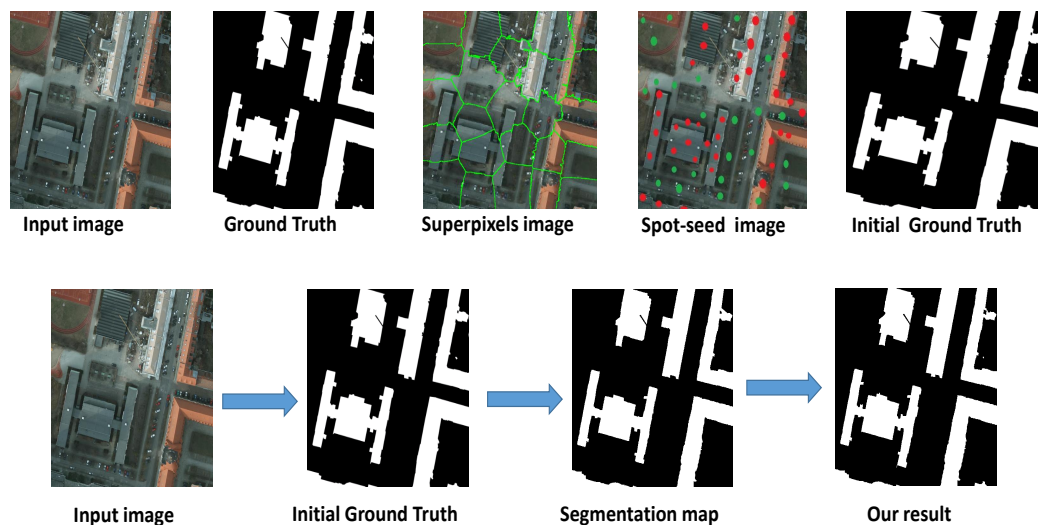 Input image
Ground Truth
Superpixels image
Spot-seed image
Initial Ground Truth
Input image
Initial Ground Truth
Segmentation map
Our result